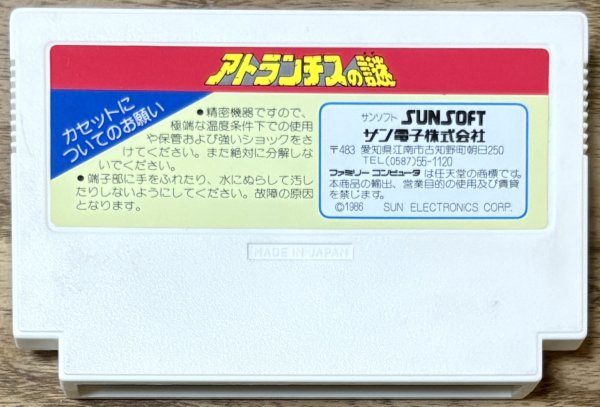 アトランチスの謎
カセットに
ついてのお願い
●精密機器ですので、
極端な温度条件下での使用
や保管および強いショックをさ
けてください。また絶対に分解しな
いでください。
●端子部に手をふれたり、水にぬらして汚し
たりしないようにしてください。故障の原因
となります。
サンソフト SUNSOFT
サン電子株式会社
〒483 愛知県江南市古知野町朝日250
TEL(0587)55-1120
ファミリーコンピュータ は任天堂の商標です。
本商品の輸出、営業目的の使用及び賃貸
を禁じます。
©1986 SUN ELECTRONICS CORP.
MADE IN JAPAN